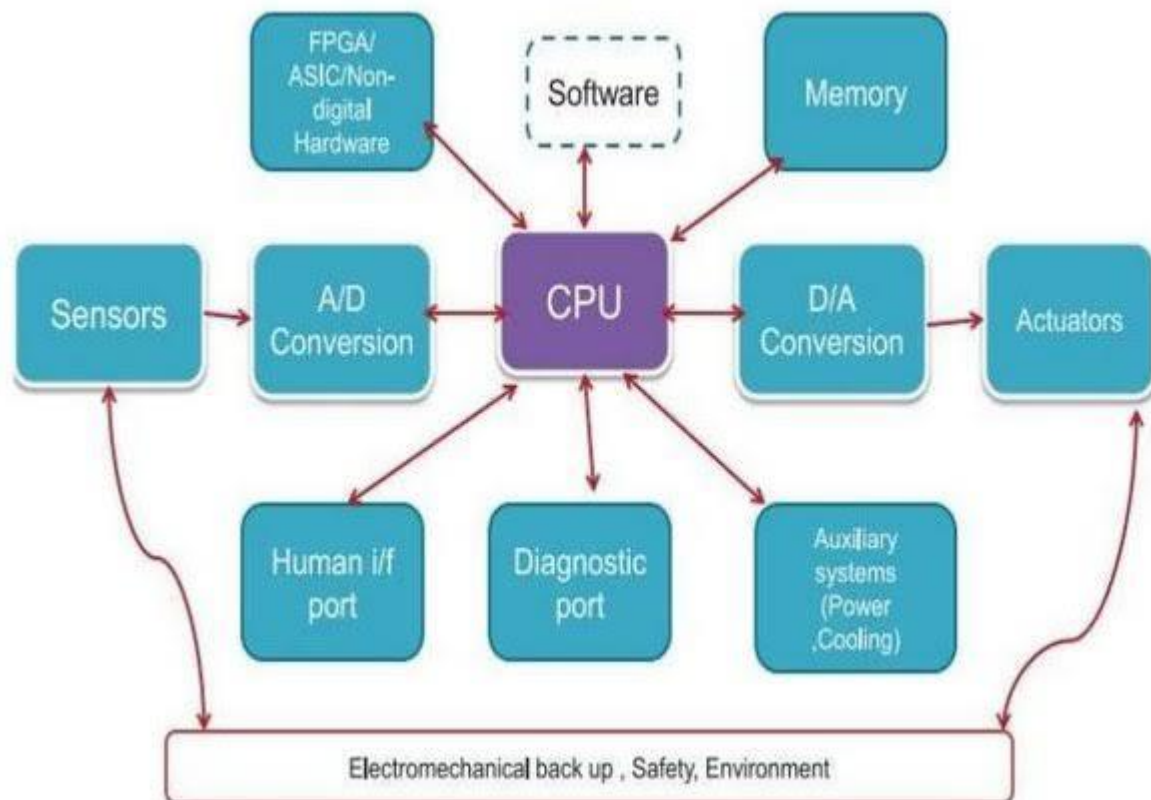 FPGA/
ASIC/Non-
digital
Hardware
Software
Memory
Sensors
A/D
Conversion
CPU
D/A
Conversion
Actuators
Human i/f
port
Diagnostic
port
Auxiliary
systems
(Power
,Cooling)
Electromechanical back up , Safety, Environment